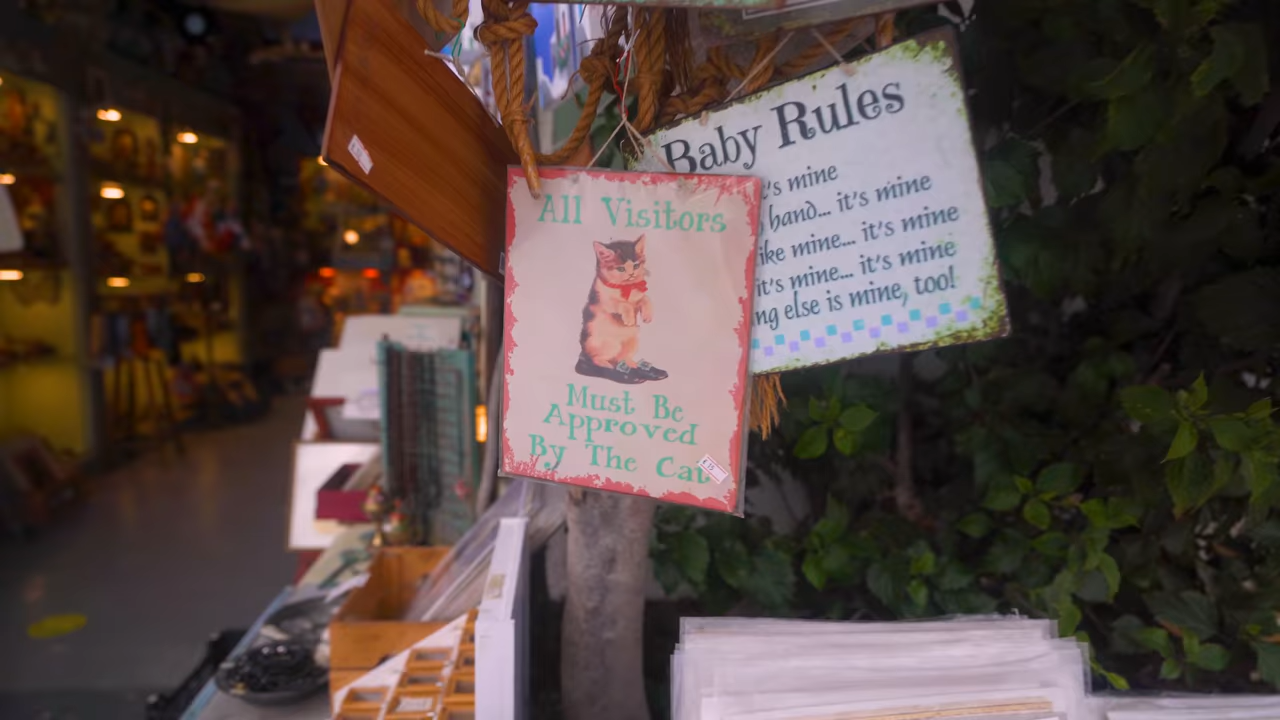 All Visitors
Must Be
Approved
By The Cat
Baby Rules
's mine
hand... it's mine
ike mine... it's mine
it's mine... it's mine
ng else is mine, too!